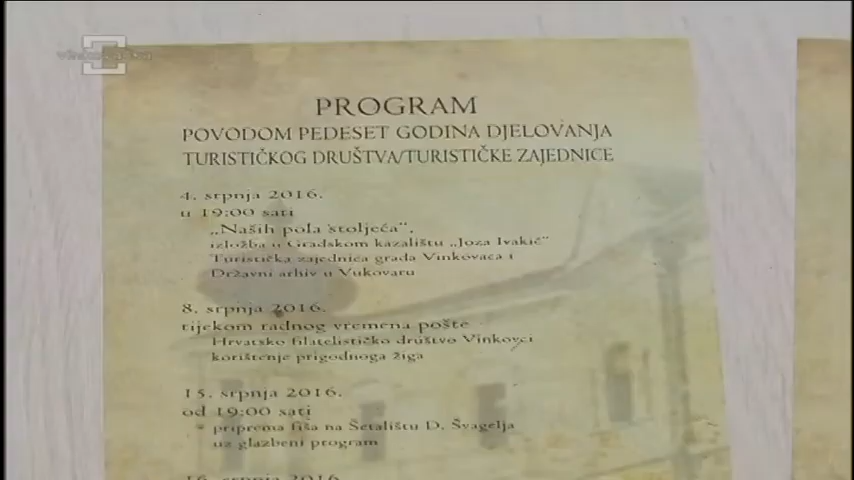 PROGRAM
POVODOM PEDESET GODINA DJELOVANJA
TURISTIČKOG DRUŠTVA/TURISTIČKE ZAJEDNICE
4. srpnja 2016.
u 19:00 sati
„Naših pola stoljeća”,
izložba u Gradskom kazalištu „Joza Ivakić”
Turistička zajednica grada Vinkovaca i
Državni arhiv u Vukovaru
8. srpnja 2016.
tijekom radnog vremena pošte
Hrvatsko filatelističko društvo Vinkovci
korištenje prigodnoga žiga
15. srpnja 2016.
od 19:00 sati
priprema fiša na Šetalištu D. Švagelja
uz glazbeni program
16. srpnja 2016.